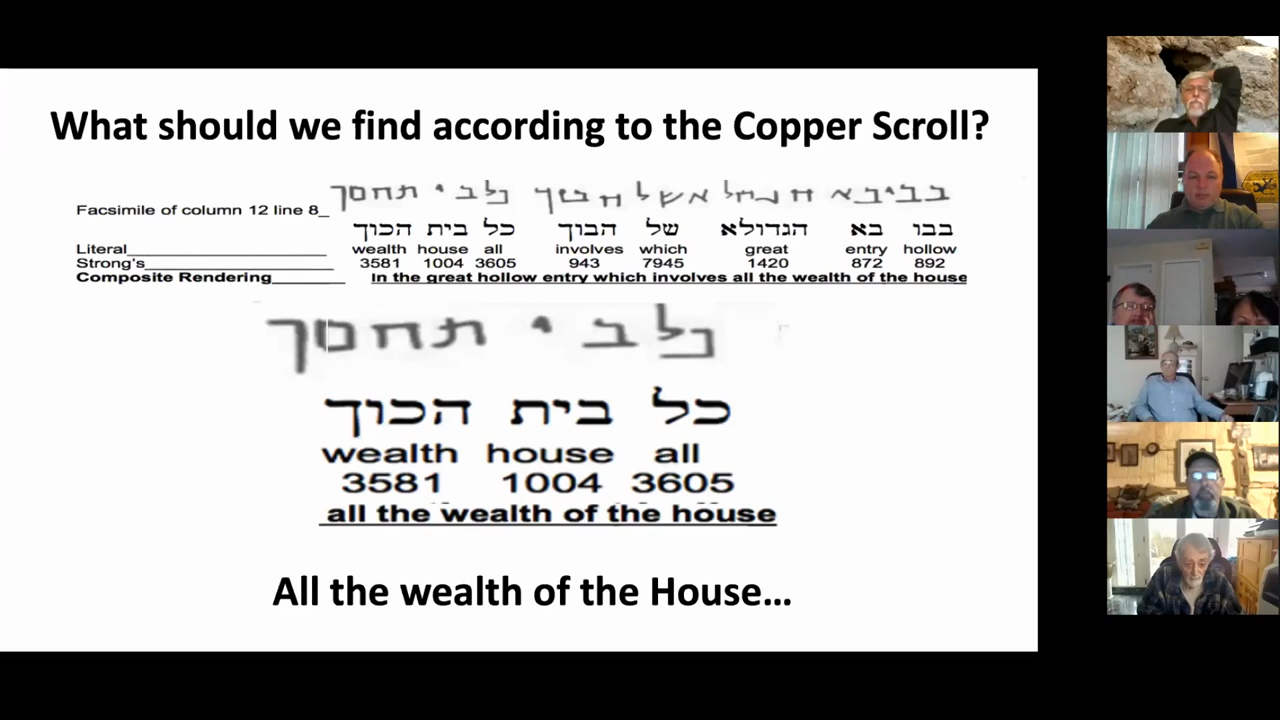 What should we find according to the Copper Scroll?
Facsimile of column 12 line 8_
בבו בא הגדולא של הבוך כל בית הכוך
Literal wealth house all involves which great entry hollow
Strong's 3581 1004 3605 943 7945 1420 872 892
Composite Rendering In the great hollow entry which involves all the wealth of the house
כל בית הכוך
wealth house all
3581 1004 3605
all the wealth of the house
All the wealth of the House...